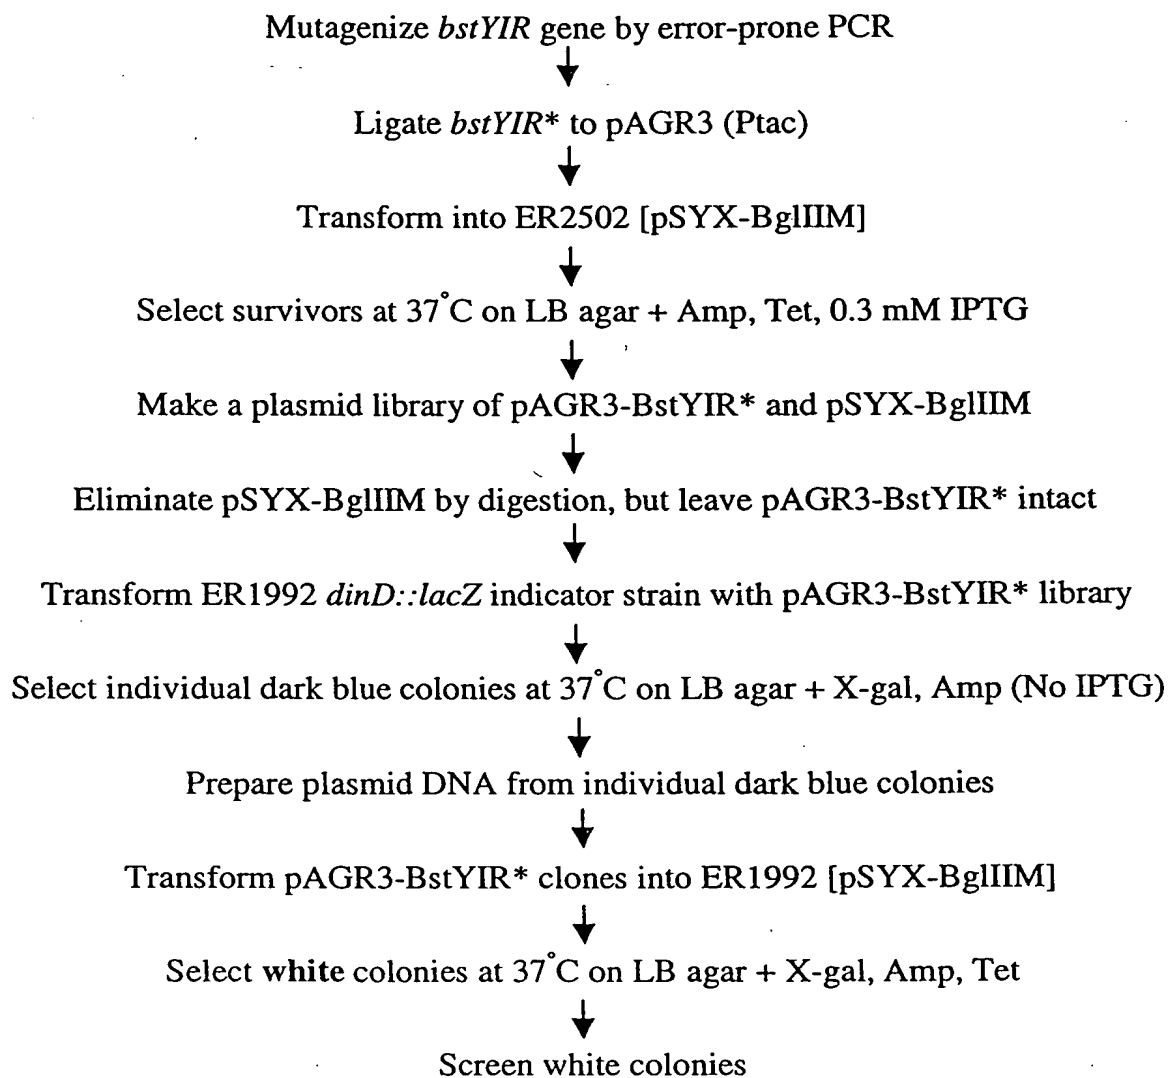 Mutagenize bstYIR gene by error-prone PCR
Ligate bstYIR* to pAGR3 (Ptac)
Transform into ER2502 [pSYX-BglIIM]
Select survivors at 37°C on LB agar + Amp, Tet, 0.3 mM IPTG
Make a plasmid library of pAGR3-BstYIR* and pSYX-BglIIM
Eliminate pSYX-BglIIM by digestion, but leave pAGR3-BstYIR* intact
Transform ER1992 dinD::lacZ indicator strain with pAGR3-BstYIR* library
Select individual dark blue colonies at 37°C on LB agar + X-gal, Amp (No IPTG)
Prepare plasmid DNA from individual dark blue colonies
Transform pAGR3-BstYIR* clones into ER1992 [pSYX-BglIIM]
Select white colonies at 37°C on LB agar + X-gal, Amp, Tet
Screen white colonies